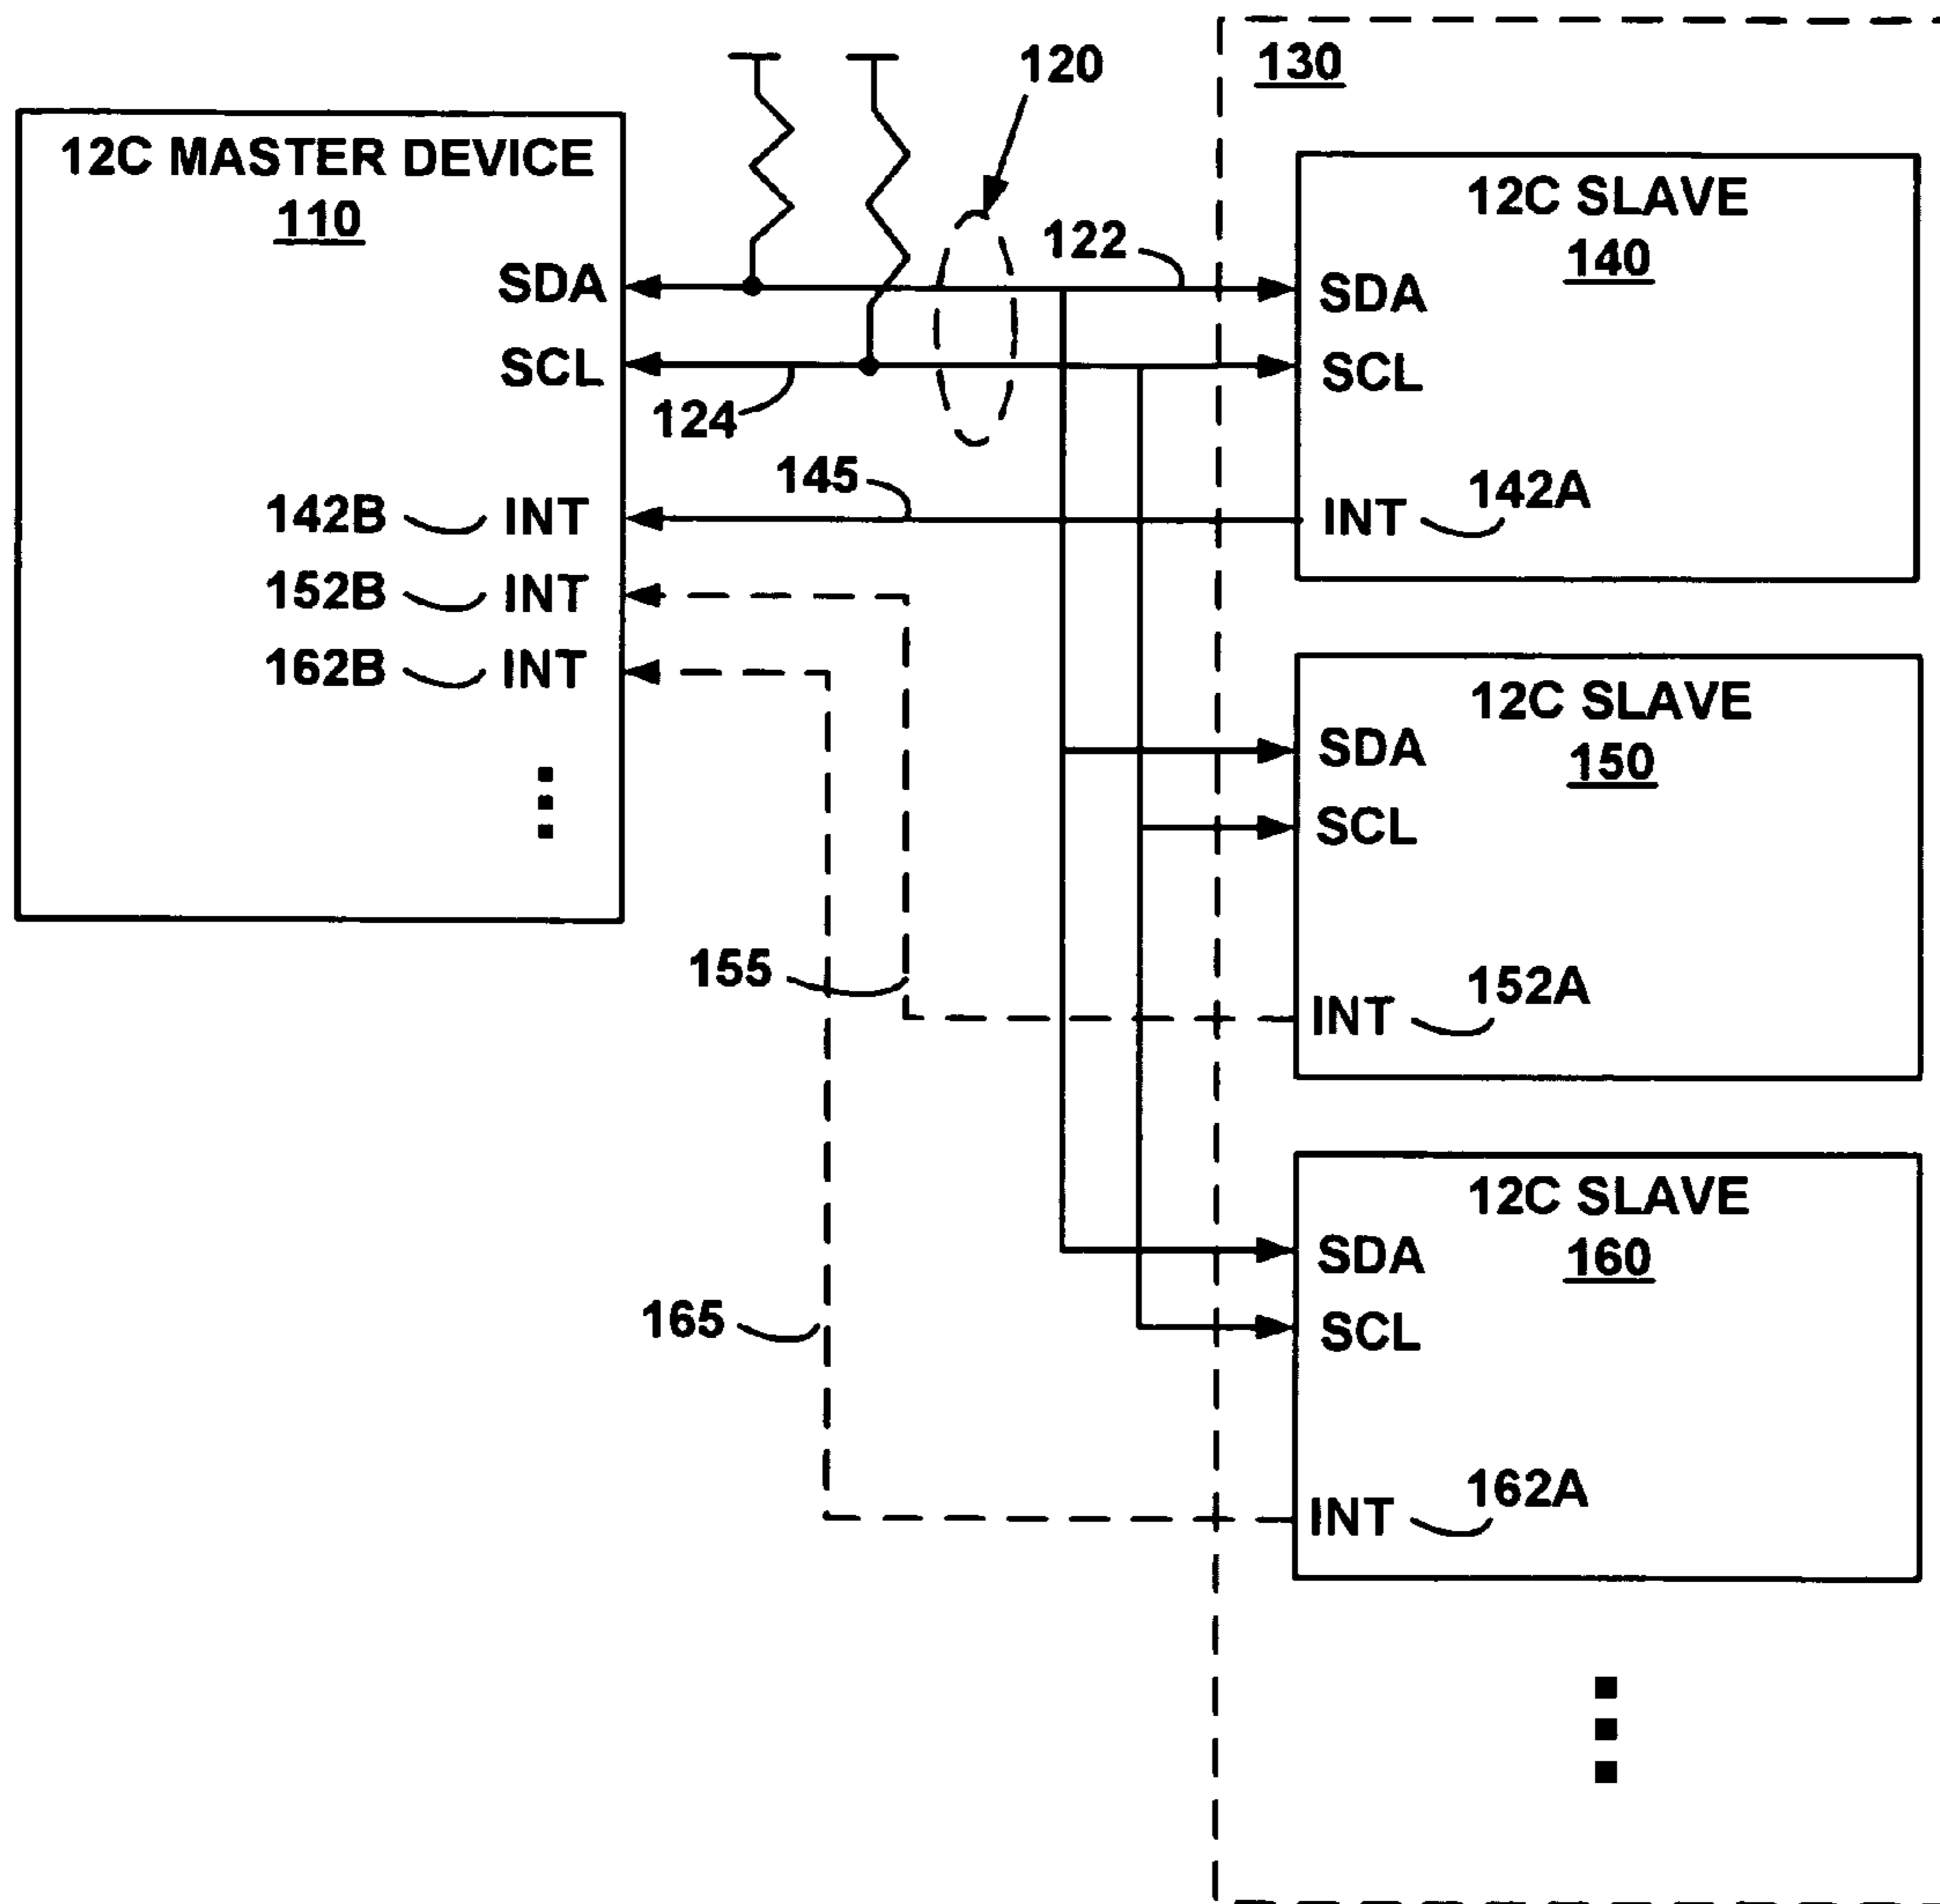 120
130
12C MASTER DEVICE
110
SDA
SCL
142B INT
152B INT
162B INT
122
124
145
155
165
12C SLAVE
140
SDA
SCL
INT 142A
12C SLAVE
150
SDA
SCL
INT 152A
12C SLAVE
160
SDA
SCL
INT 162A